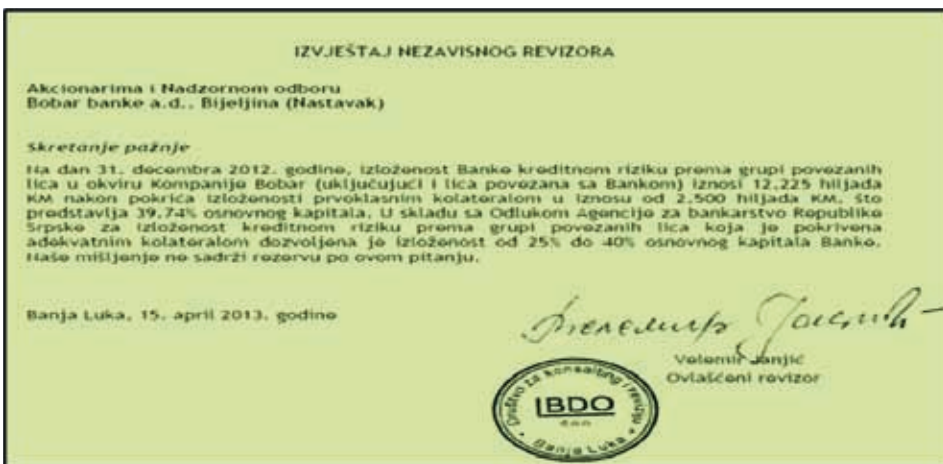 IZVJEŠTAJ NEZAVISNOG REVIZORA
Akcionarima i Nadzornom odboru
Bobar banke a.d., Bijeljina (Nastavak)
Skretanje pažnje
Na dan 31. decembra 2012. godine, izloženost Banke kreditnom riziku prema grupi povezanih
lica u okviru Kompanije Bobar (uključujući i lica povezana sa Bankom) iznosi 12,225 hiljada
KM nakon pokrića izloženosti prvoklasnim kolateralom u iznosu od 2,500 hiljada KM, što
predstavlja 39,74% osnovnog kapitala. U skladu sa Odlukom Agencije za bankarstvo Republike
Srpske za izloženost kreditnom riziku prema grupi povezanih lica koja je pokrivena
adekvatnim kolateralom dozvoljena je izloženost od 25% do 40% osnovnog kapitala Banke.
Naše mišljenje ne sadrži rezervu po ovom pitanju.
Banja Luka, 15. april 2013. godine
Velemir Janjić
Ovlašćeni revizor
Društvo za konsalting i reviziju
BDO
d.o.o.
Banja Luka